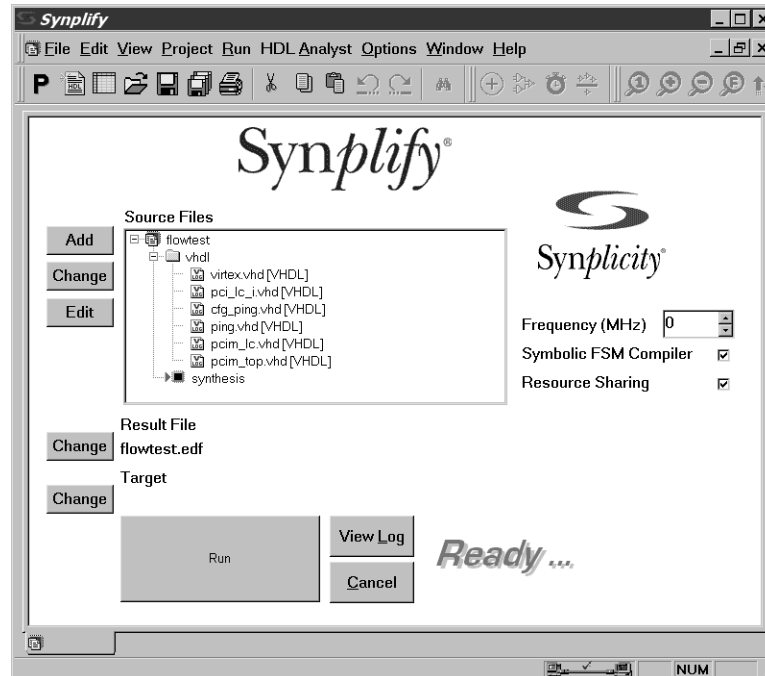 Synplify
File Edit View Project Run HDL Analyst Options Window Help
P
HDL
1
F
Synplify®
Source Files
Add
Change
Edit
flowtest
vhdl
virtex.vhd [VHDL]
pci_lc_i.vhd [VHDL]
cfg_ping.vhd [VHDL]
ping.vhd [VHDL]
pcim_lc.vhd [VHDL]
pcim_top.vhd [VHDL]
synthesis
Synplicity®
Frequency (MHz) 0
Symbolic FSM Compiler
Resource Sharing
Result File
Change flowtest.edf
Target
Change
Run
View Log
Cancel
Ready ...
NUM